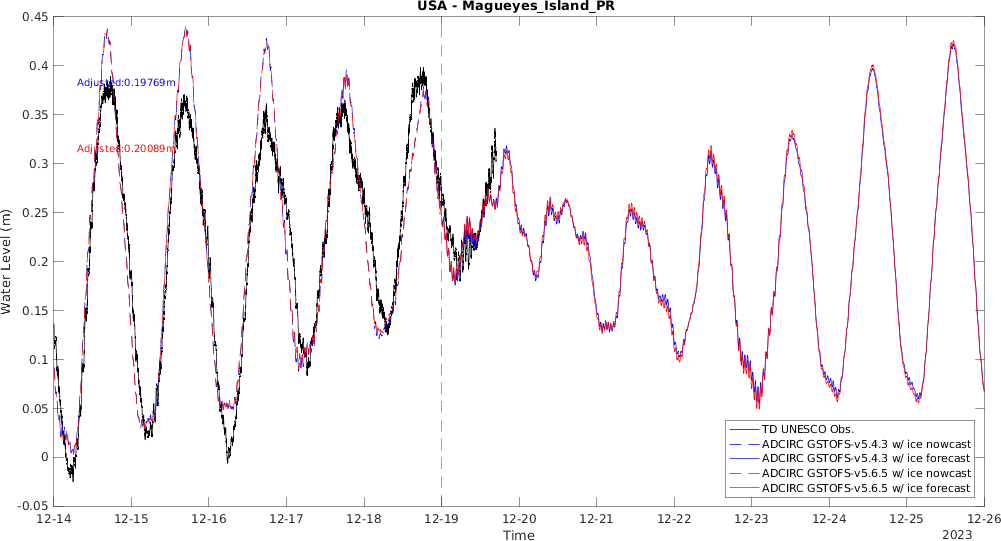 USA - Magueyes_Island_PR
0.45
0.4
0.35
0.3
0.25
0.2
0.15
0.1
0.05
0
-0.05
Water Level (m)
Adjusted:0.19769m
Adjusted:0.20089m
TD UNESCO Obs.
ADCIRC GSTOFS-v5.4.3 w/ ice nowcast
ADCIRC GSTOFS-v5.4.3 w/ ice forecast
ADCIRC GSTOFS-v5.6.5 w/ ice nowcast
ADCIRC GSTOFS-v5.6.5 w/ ice forecast
12-14 12-15 12-16 12-17 12-18 12-19 12-20 12-21 12-22 12-23 12-24 12-25 12-26
Time
2023